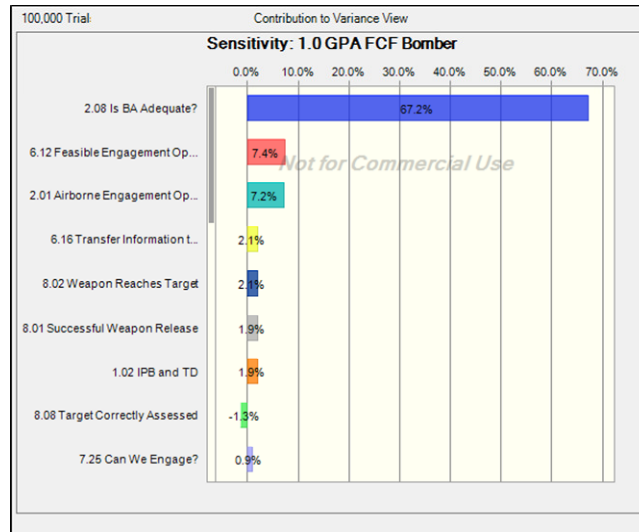 100,000 Trial
Contribution to Variance View
Sensitivity: 1.0 GPA FCF Bomber
0.0% 10.0% 20.0% 30.0% 40.0% 50.0% 60.0% 70.0%
2.08 Is BA Adequate? 67.2%
6.12 Feasible Engagement Op... 7.4%
Not for Commercial Use
2.01 Airborne Engagement Op... 7.2%
6.16 Transfer Information t... 2.1%
8.02 Weapon Reaches Target 2.1%
8.01 Successful Weapon Release 1.9%
1.02 IPB and TD 1.9%
8.08 Target Correctly Assessed -1.3%
7.25 Can We Engage? 0.9%